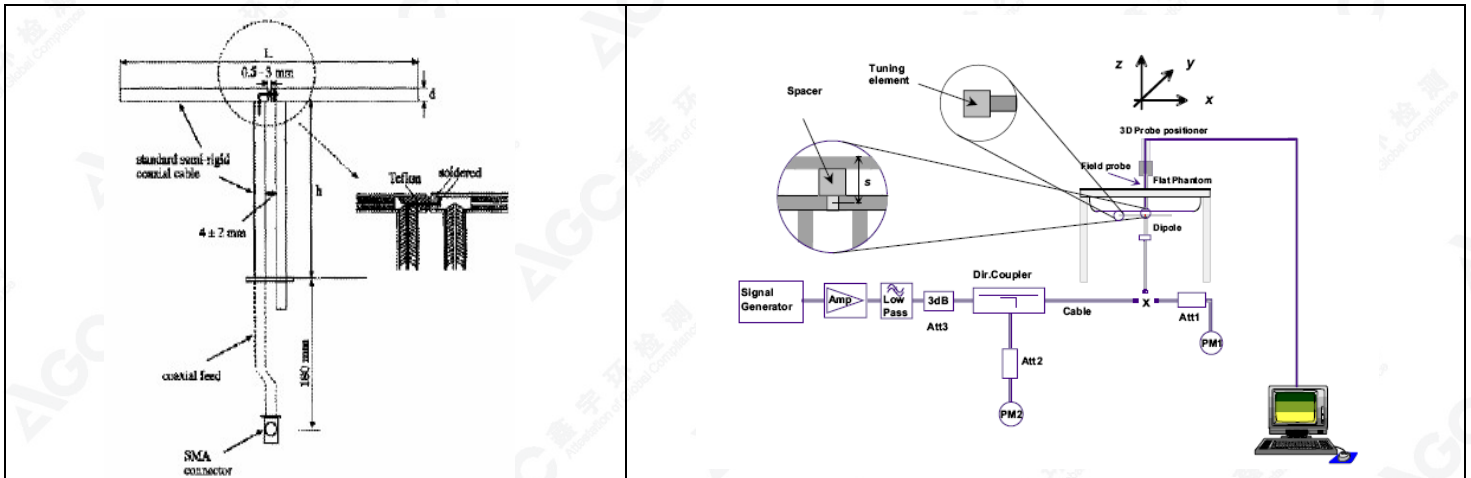 L
0.5 - 3 mm
d
standard semi-rigid
coaxial cable
h
Teflon
soldered
4 ± 2 mm
coaxial feed
180 mm
SMA
connector
Tuning
element
Spacer
s
z
y
x
3D Probe positioner
Field probe
Flat Phantom
Dipole
Dir.Coupler
Signal
Generator
Amp
Low
Pass
3dB
Att3
Cable
x
Att1
PM1
Att2
PM2
AGC